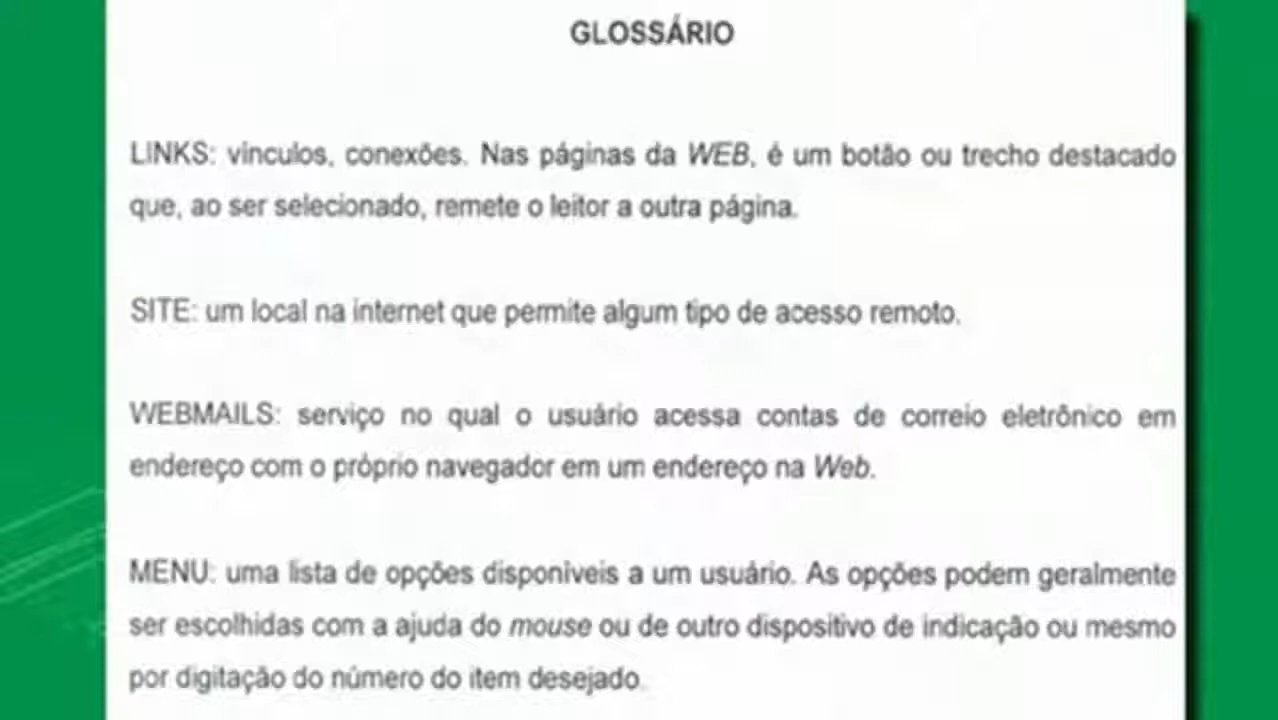 GLOSSÁRIO
LINKS: vínculos, conexões. Nas páginas da WEB, é um botão ou trecho destacado
que, ao ser selecionado, remete o leitor a outra página.
SITE: um local na internet que permite algum tipo de acesso remoto.
WEBMAILS: serviço no qual o usuário acessa contas de correio eletrônico em
endereço com o próprio navegador em um endereço na Web.
MENU: uma lista de opções disponíveis a um usuário. As opções podem geralmente
ser escolhidas com a ajuda do mouse ou de outro dispositivo de indicação ou mesmo
por digitação do número do item desejado.